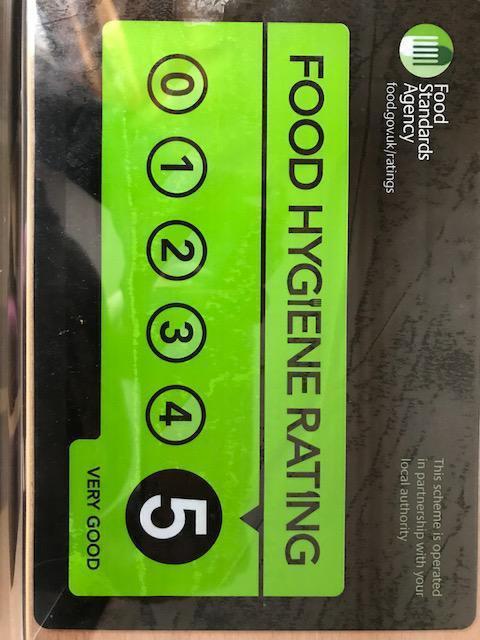 Food
Standards
Agency
food.gov.uk/ratings
This scheme is operated
in partnership with your
local authority
FOOD HYGIENE RATING
0 1 2 3 4 5
VERY GOOD